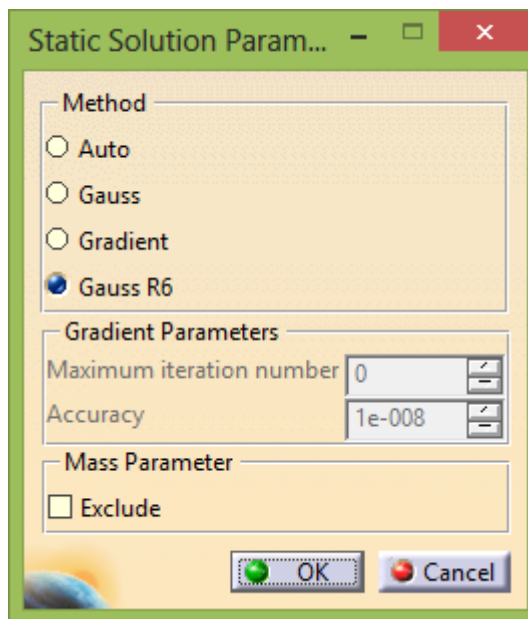 Static Solution Param...
Method
Auto
Gauss
Gradient
Gauss R6
Gradient Parameters
Maximum iteration number 0
Accuracy 1e-008
Mass Parameter
Exclude
OK Cancel